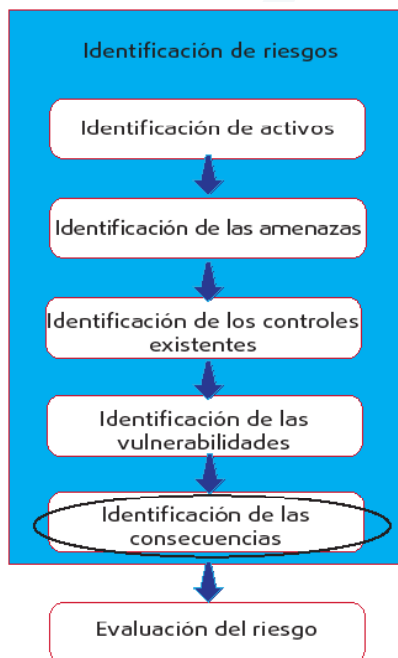 Identificación de riesgos
Identificación de activos
Identificación de las amenazas
Identificación de los controles
existentes
Identificación de las
vulnerabilidades
Identificación de las
consecuencias
Evaluación del riesgo